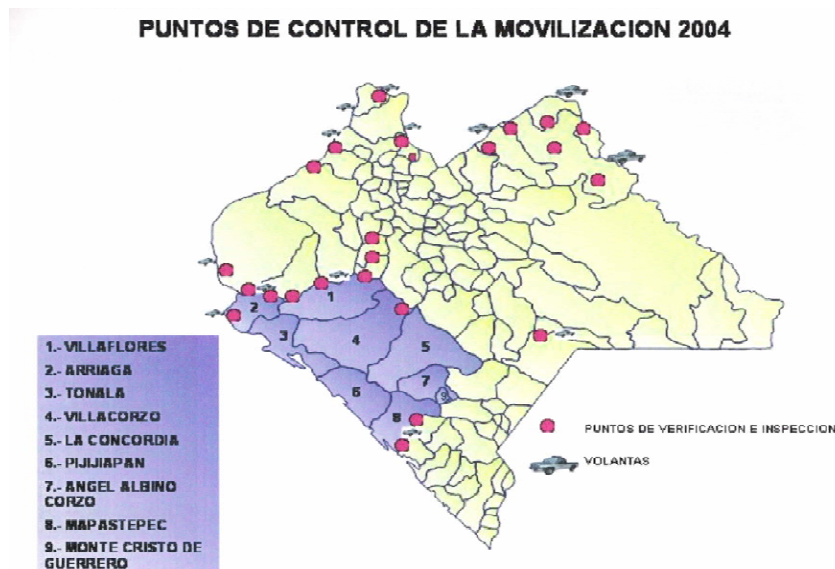 PUNTOS DE CONTROL DE LA MOVILIZACION 2004
1
2
3
4
5
6
7
8
9
1.- VILLAFLORES
2.- ARRIAGA
3.- TONALA
4.- VILLACORZO
5.- LA CONCORDIA
6.- PIJIJIAPAN
7.- ANGEL ALBINO
CORZO
8.- MAPASTEPEC
9.- MONTE CRISTO DE
GUERRERO
PUNTOS DE VERIFICACION E INSPECCION
VOLANTAS